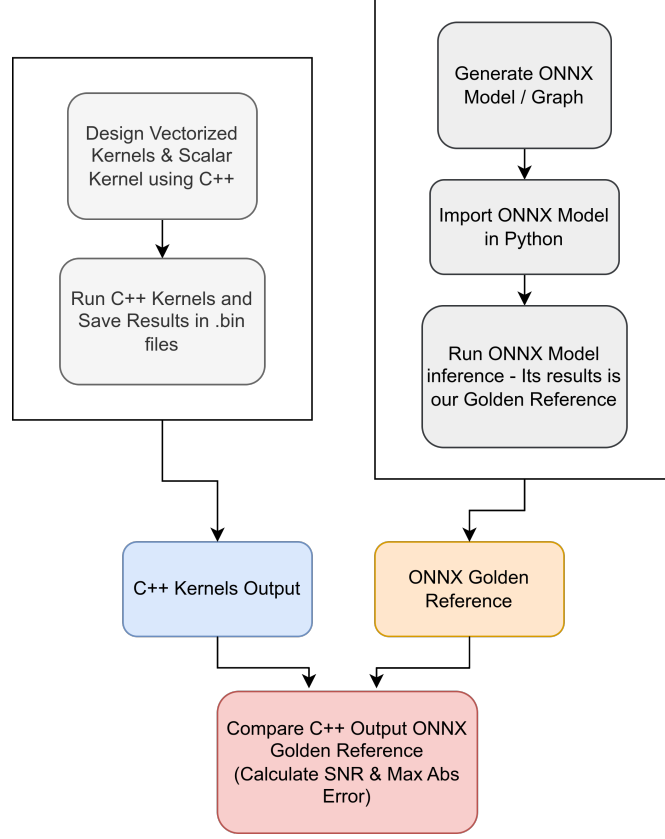 Design Vectorized
Kernels & Scalar
Kernel using C++
Run C++ Kernels and
Save Results in .bin
files
Generate ONNX
Model / Graph
Import ONNX Model
in Python
Run ONNX Model
inference - Its results is
our Golden Reference
C++ Kernels Output
ONNX Golden
Reference
Compare C++ Output ONNX
Golden Reference
(Calculate SNR & Max Abs
Error)